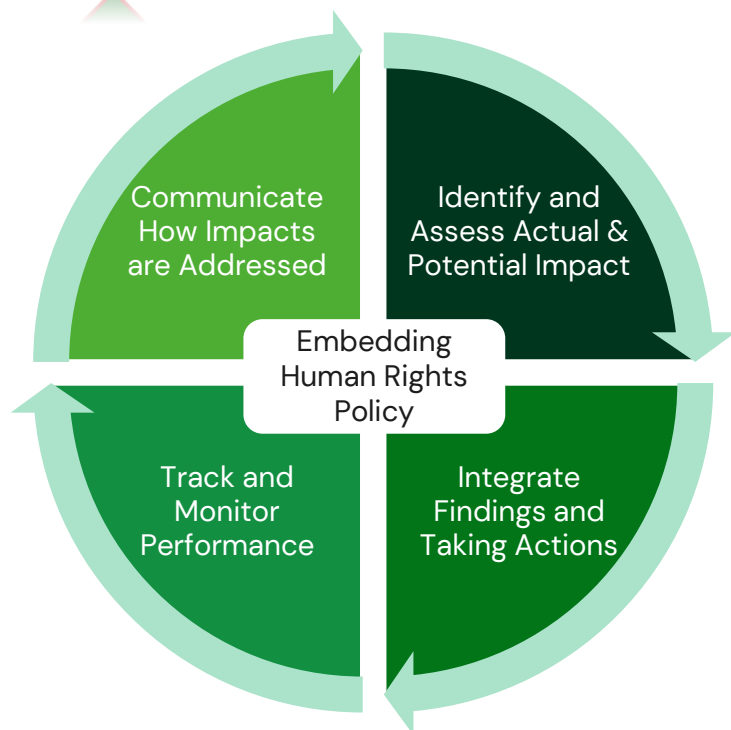 Communicate
How Impacts
are Addressed
Identify and
Assess Actual &
Potential Impact
Embedding
Human Rights
Policy
Track and
Monitor
Performance
Integrate
Findings and
Taking Actions